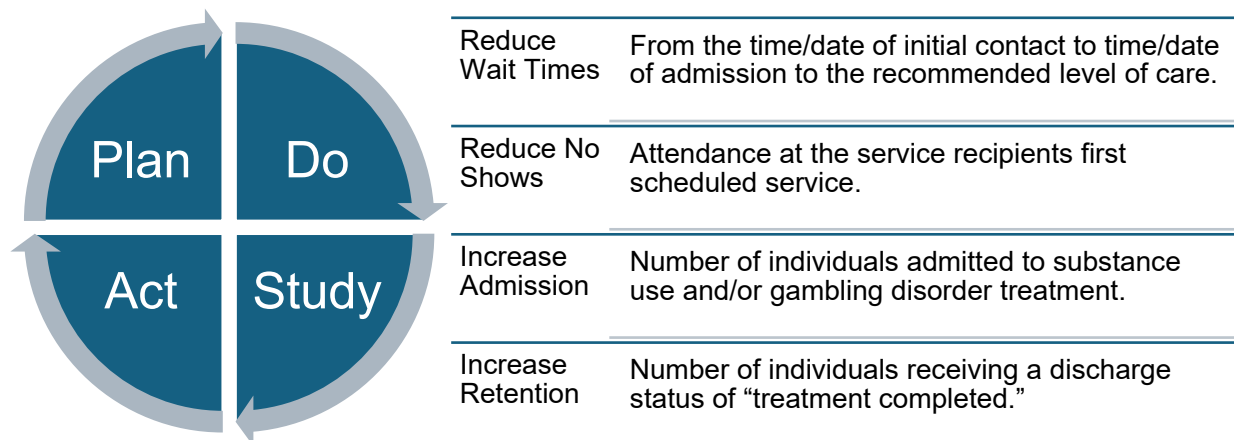 Plan
Do
Act
Study
Reduce
Wait Times
From the time/date of initial contact to time/date
of admission to the recommended level of care.
Reduce No
Shows
Attendance at the service recipients first
scheduled service.
Increase
Admission
Number of individuals admitted to substance
use and/or gambling disorder treatment.
Increase
Retention
Number of individuals receiving a discharge
status of “treatment completed.”